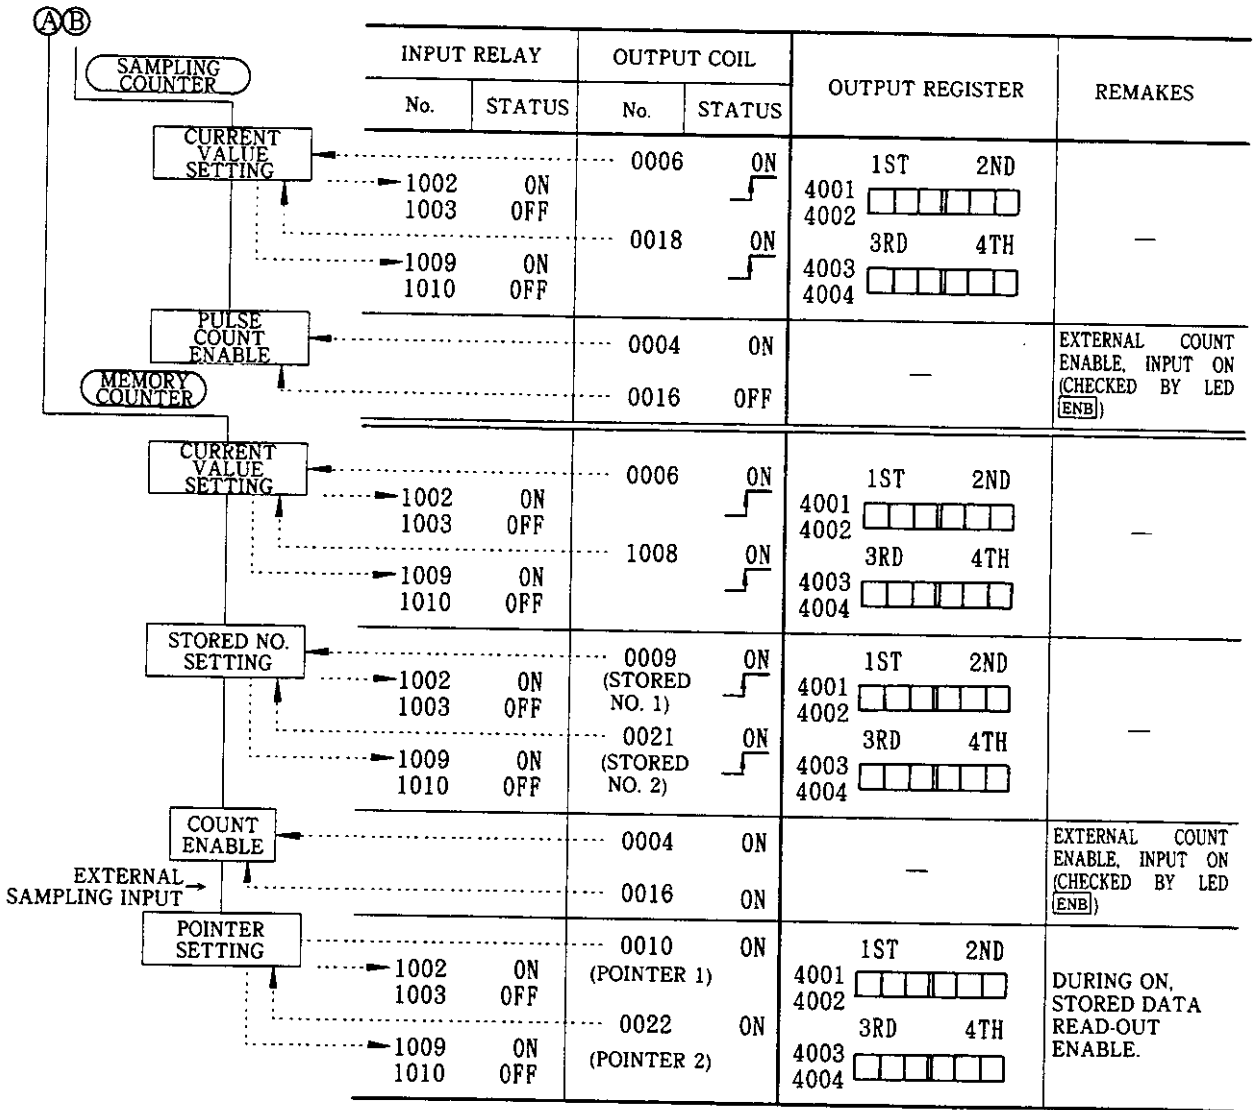 Ⓐ Ⓑ
INPUT RELAY OUTPUT COIL OUTPUT REGISTER REMAKES
No. STATUS No. STATUS
SAMPLING
COUNTER
CURRENT
VALUE
SETTING
0006 ON
1002 ON
1003 OFF
0018 ON
1009 ON
1010 OFF
1ST 2ND
4001
4002
3RD 4TH
4003
4004
—
PULSE
COUNT
ENABLE
0004 ON
0016 OFF
—
EXTERNAL COUNT
ENABLE, INPUT ON
(CHECKED BY LED
ENB)
MEMORY
COUNTER
CURRENT
VALUE
SETTING
0006 ON
1002 ON
1003 OFF
1008 ON
1009 ON
1010 OFF
1ST 2ND
4001
4002
3RD 4TH
4003
4004
—
STORED NO.
SETTING
0009 ON
(STORED
NO. 1)
1002 ON
1003 OFF
0021 ON
(STORED
NO. 2)
1009 ON
1010 OFF
1ST 2ND
4001
4002
3RD 4TH
4003
4004
—
COUNT
ENABLE
0004 ON
0016 ON
—
EXTERNAL COUNT
ENABLE, INPUT ON
(CHECKED BY LED
ENB)
EXTERNAL
SAMPLING INPUT →
POINTER
SETTING
0010 ON
(POINTER 1)
1002 ON
1003 OFF
0022 ON
(POINTER 2)
1009 ON
1010 OFF
1ST 2ND
4001
4002
3RD 4TH
4003
4004
DURING ON,
STORED DATA
READ-OUT
ENABLE.